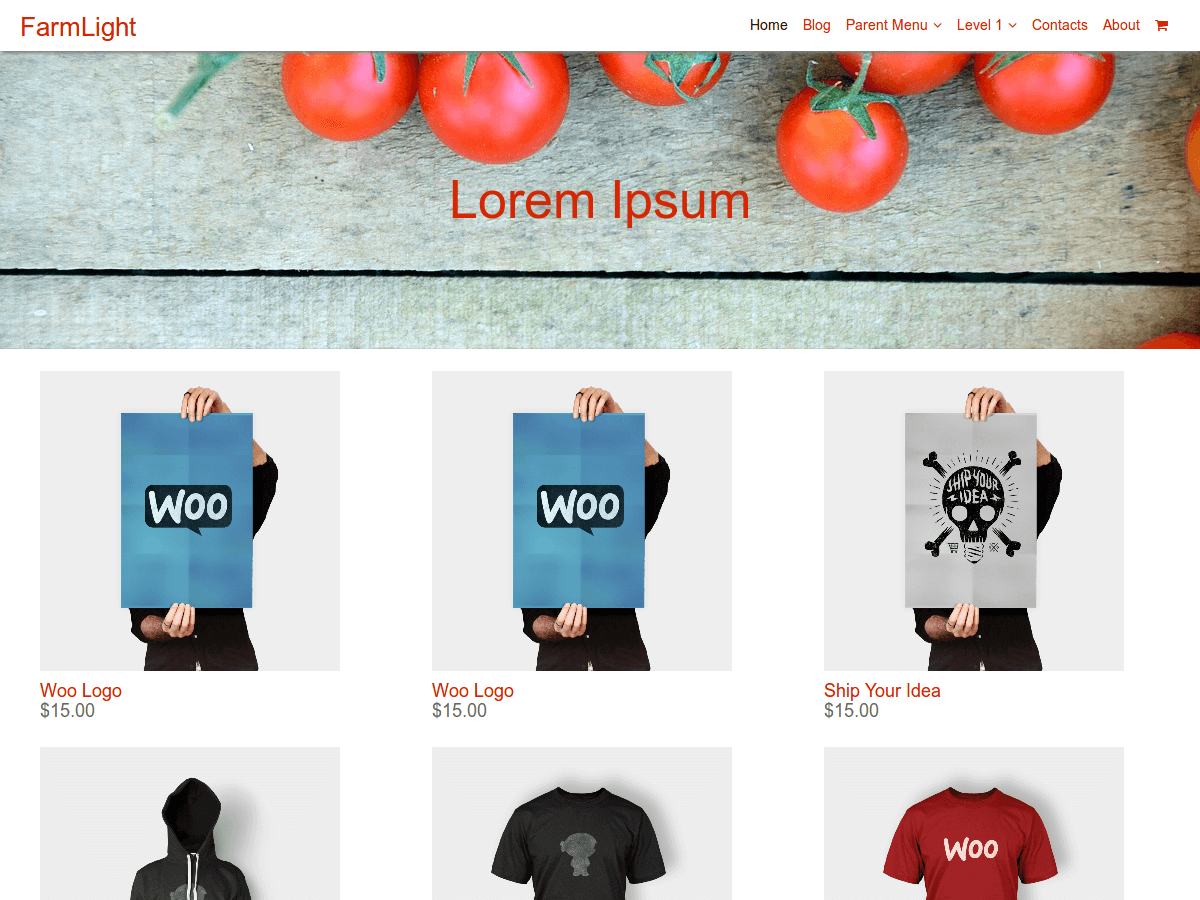 FarmLight
Home Blog Parent Menu Level 1 Contacts About
Lorem Ipsum
WOO
WOO
SHIP YOUR
IDEA
Woo Logo
$15.00
Woo Logo
$15.00
Ship Your Idea
$15.00
WOO